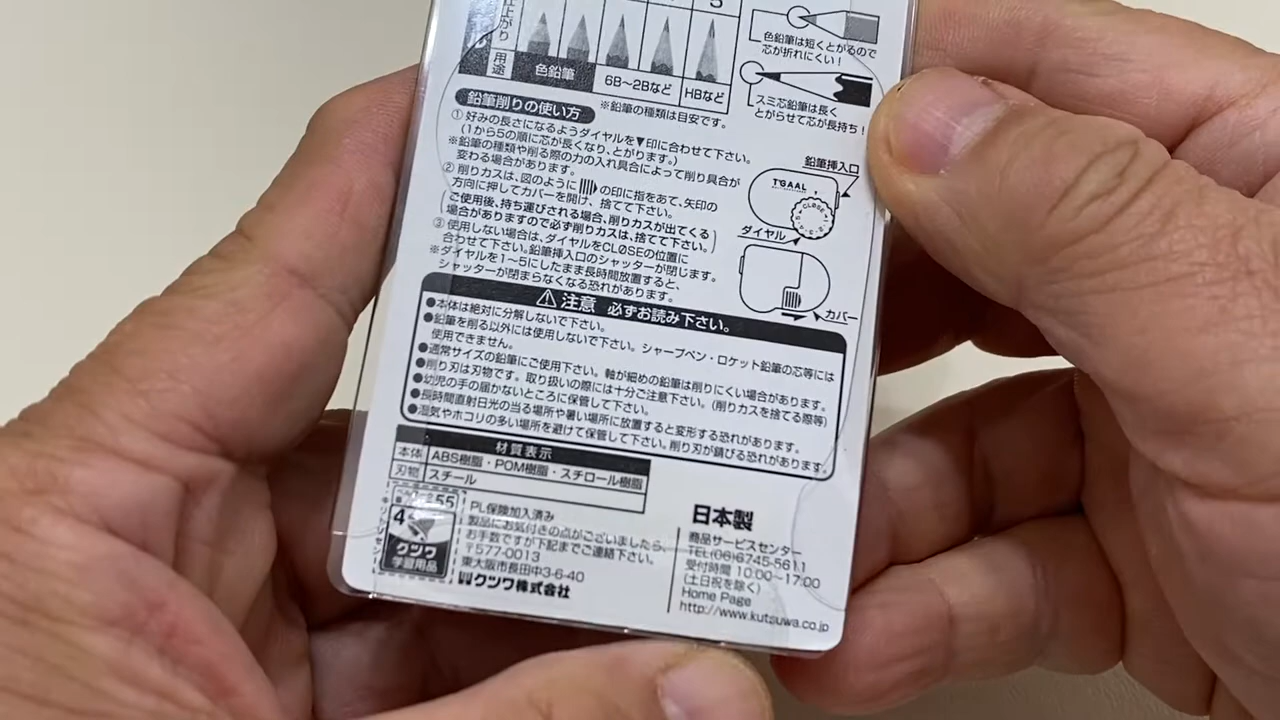 仕上がり
5
用途
色鉛筆
6B〜2Bなど
HBなど
※鉛筆の種類は目安です。
色鉛筆は短くとがるので
芯が折れにくい!
スミ芯鉛筆は長く
とがらせて芯が長持ち!
鉛筆削りの使い方
① 好みの長さになるようダイヤルを▼印に合わせて下さい。
(1から5の順に芯が長くなり、とがります。)
※鉛筆の種類や削る際の力の入れ具合によって削り具合が
変わる場合があります。
② 削りカスは、図のように の印に指をあて、矢印の
方向に押してカバーを開け、捨てて下さい。
(ご使用後、持ち運びされる場合、削りカスが出てくる
場合がありますので必ず削りカスは、捨てて下さい。)
③ 使用しない場合は、ダイヤルをCLOSEの位置に
合わせて下さい。鉛筆挿入口のシャッターが閉じます。
※ダイヤルを1〜5にしたまま長時間放置すると、
シャッターが閉まらなくなる恐れがあります。
鉛筆挿入口
T'GAAL
CLOSE
ダイヤル
カバー
⚠ 注意 必ずお読み下さい。
●本体は絶対に分解しないで下さい。
●鉛筆を削る以外には使用しないで下さい。シャープペン・ロケット鉛筆の芯等には
使用できません。
●通常サイズの鉛筆にご使用下さい。軸が細めの鉛筆は削りにくい場合があります。
●削り刃は刃物です。取り扱いの際には十分ご注意下さい。(削りカスを捨てる際等)
●幼児の手の届かないところに保管して下さい。
●長時間直射日光の当る場所や暑い場所に放置すると変形する恐れがあります。
●湿気やホコリの多い場所を避けて保管して下さい。削り刃が錆びる恐れがあります。
材質表示
本体 ABS樹脂・POM樹脂・スチロール樹脂
刃物 スチール
55
4
クツワ
学習用品
PL保険加入済み
製品にお気付きの点がございましたら、
お手数ですが下記までご連絡下さい。
〒577-0013
東大阪市長田中3-6-40
クツワ株式会社
日本製
商品サービスセンター
TEL(06)6745-5611
受付時間 10:00〜17:00
(土日祝を除く)
Home Page
http://www.kutsuwa.co.jp